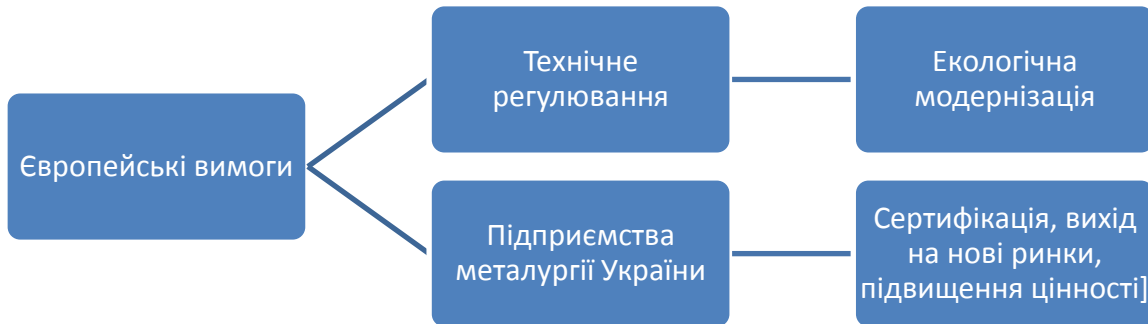 Європейські вимоги
Технічне
регулювання
Екологічна
модернізація
Підприємства
металургії України
Сертифікація, вихід
на нові ринки,
підвищення цінності]